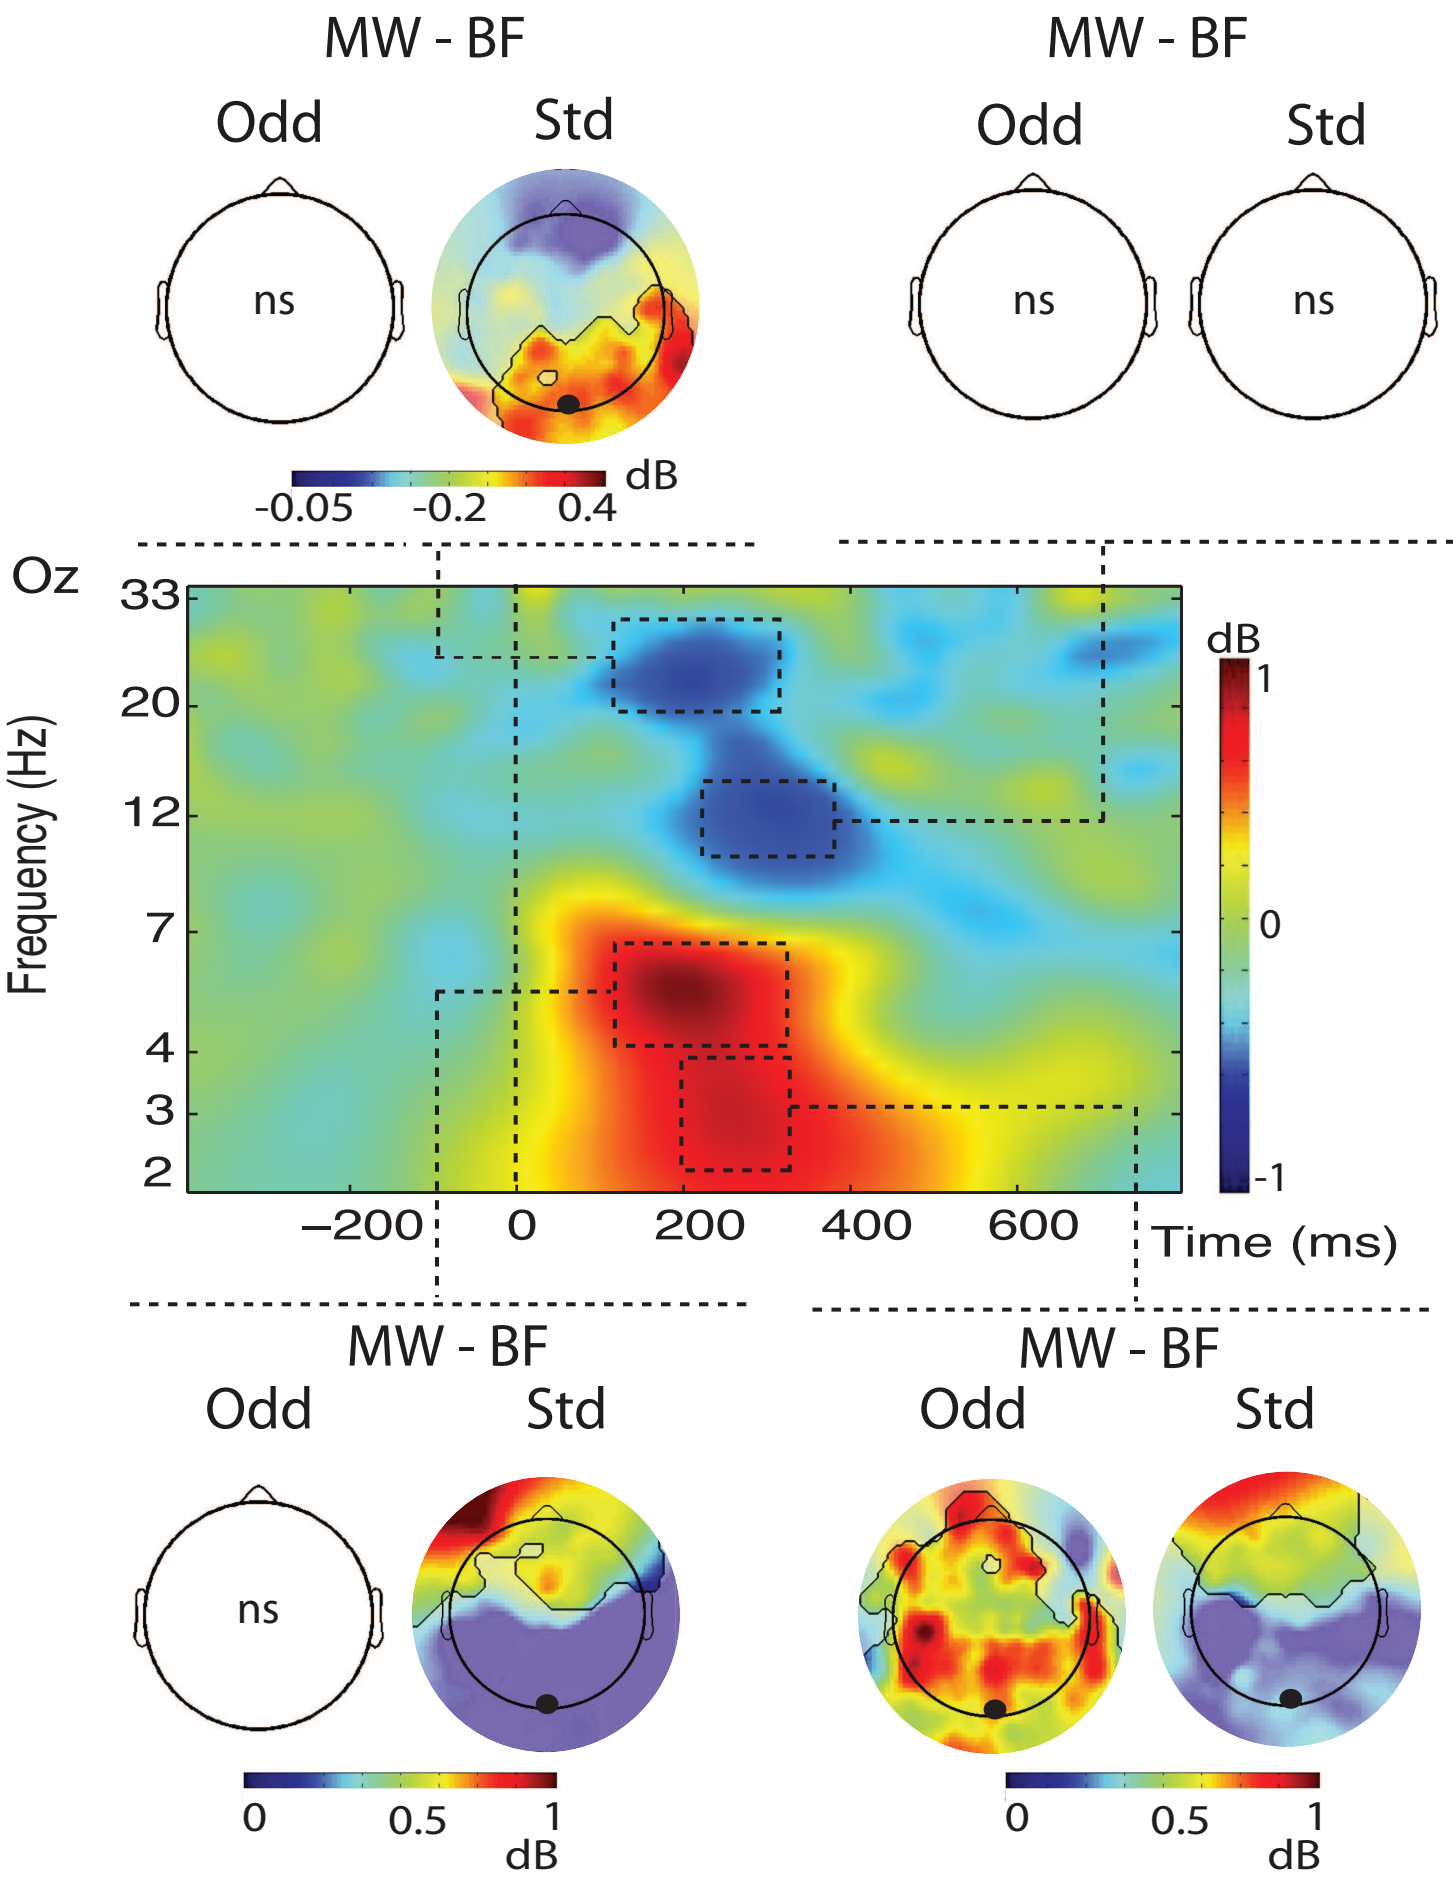 MW - BF
MW - BF
Odd
Std
Odd
Std
ns
ns
ns
dB
-0.05
-0.2
0.4
Oz
33
20
12
7
4
3
2
Frequency (Hz)
dB
1
0
-1
−200
0
200
400
600
Time (ms)
MW - BF
MW - BF
Odd
Std
Odd
Std
ns
0
0.5
1
dB
0
0.5
1
dB